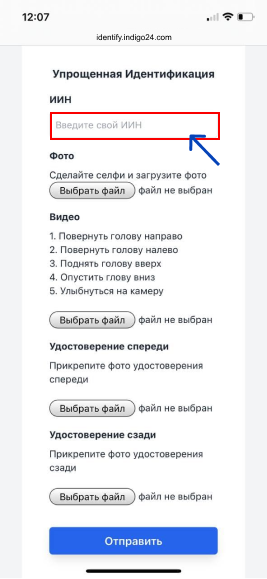 12:07
identify.indigo24.com
Упрощенная Идентификация
ИИН
Введите свой ИИН
Фото
Сделайте селфи и загрузите фото
Выбрать файл файл не выбран
Видео
1. Повернуть голову направо
2. Повернуть голову налево
3. Поднять голову вверх
4. Опустить глову вниз
5. Улыбнуться на камеру
Выбрать файл файл не выбран
Удостоверение спереди
Прикрепите фото удостоверения
спереди
Выбрать файл файл не выбран
Удостоверение сзади
Прикрепите фото удостоверения
сзади
Выбрать файл файл не выбран
Отправить